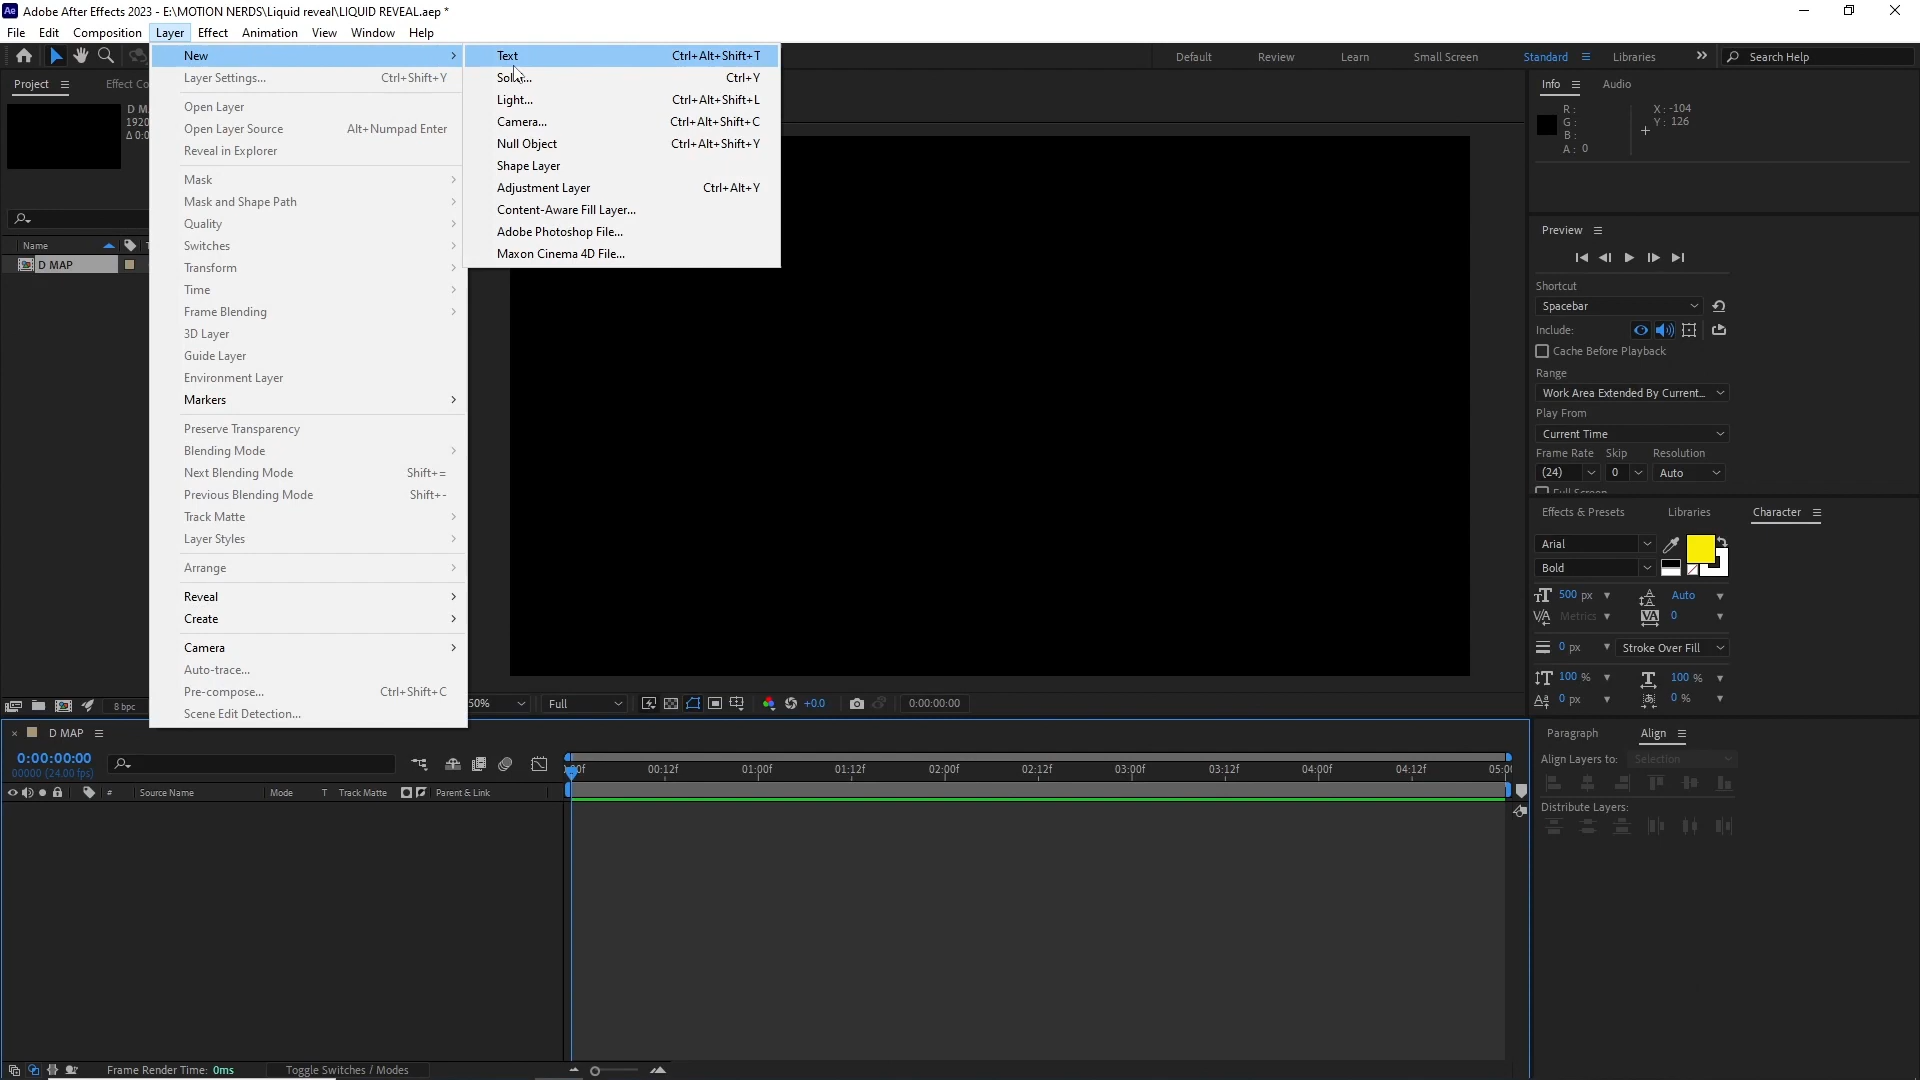 Adobe After Effects 2023 - E:\MOTION NERDS\Liquid reveal\LIQUID REVEAL.aep *
File Edit Composition Layer Effect Animation View Window Help
Default Review Learn Small Screen Standard Libraries Search Help
Project Effect Co
D M
1920
Δ 0:0
Name
D MAP
8 bpc
New
Layer Settings... Ctrl+Shift+Y
Open Layer
Open Layer Source Alt+Numpad Enter
Reveal in Explorer
Mask
Mask and Shape Path
Quality
Switches
Transform
Time
Frame Blending
3D Layer
Guide Layer
Environment Layer
Markers
Preserve Transparency
Blending Mode
Next Blending Mode Shift+=
Previous Blending Mode Shift+-
Track Matte
Layer Styles
Arrange
Reveal
Create
Camera
Auto-trace...
Pre-compose... Ctrl+Shift+C
Scene Edit Detection...
Text Ctrl+Alt+Shift+T
Ctrl+Y
Light... Ctrl+Alt+Shift+L
Camera... Ctrl+Alt+Shift+C
Null Object Ctrl+Alt+Shift+Y
Shape Layer
Adjustment Layer Ctrl+Alt+Y
Content-Aware Fill Layer...
Adobe Photoshop File...
Maxon Cinema 4D File...
50% Full +0.0 0:00:00:00
Info Audio
R:
G:
B:
A: 0
X: -104
Y: 126
Preview
Shortcut
Spacebar
Include:
Cache Before Playback
Range
Work Area Extended By Current...
Play From
Current Time
Frame Rate Skip Resolution
(24) 0 Auto
Full Screen
Effects & Presets Libraries Character
Arial
Bold
500 px Auto
Metrics 0
0 px Stroke Over Fill
100 % 100 %
0 px 0 %
Paragraph Align
Align Layers to: Selection
Distribute Layers:
D MAP
0:00:00:00
00000 (24.00 fps)
# Source Name Mode T Track Matte Parent & Link
00f 00:12f 01:00f 01:12f 02:00f 02:12f 03:00f 03:12f 04:00f 04:12f 05:0
Frame Render Time: 0ms Toggle Switches / Modes